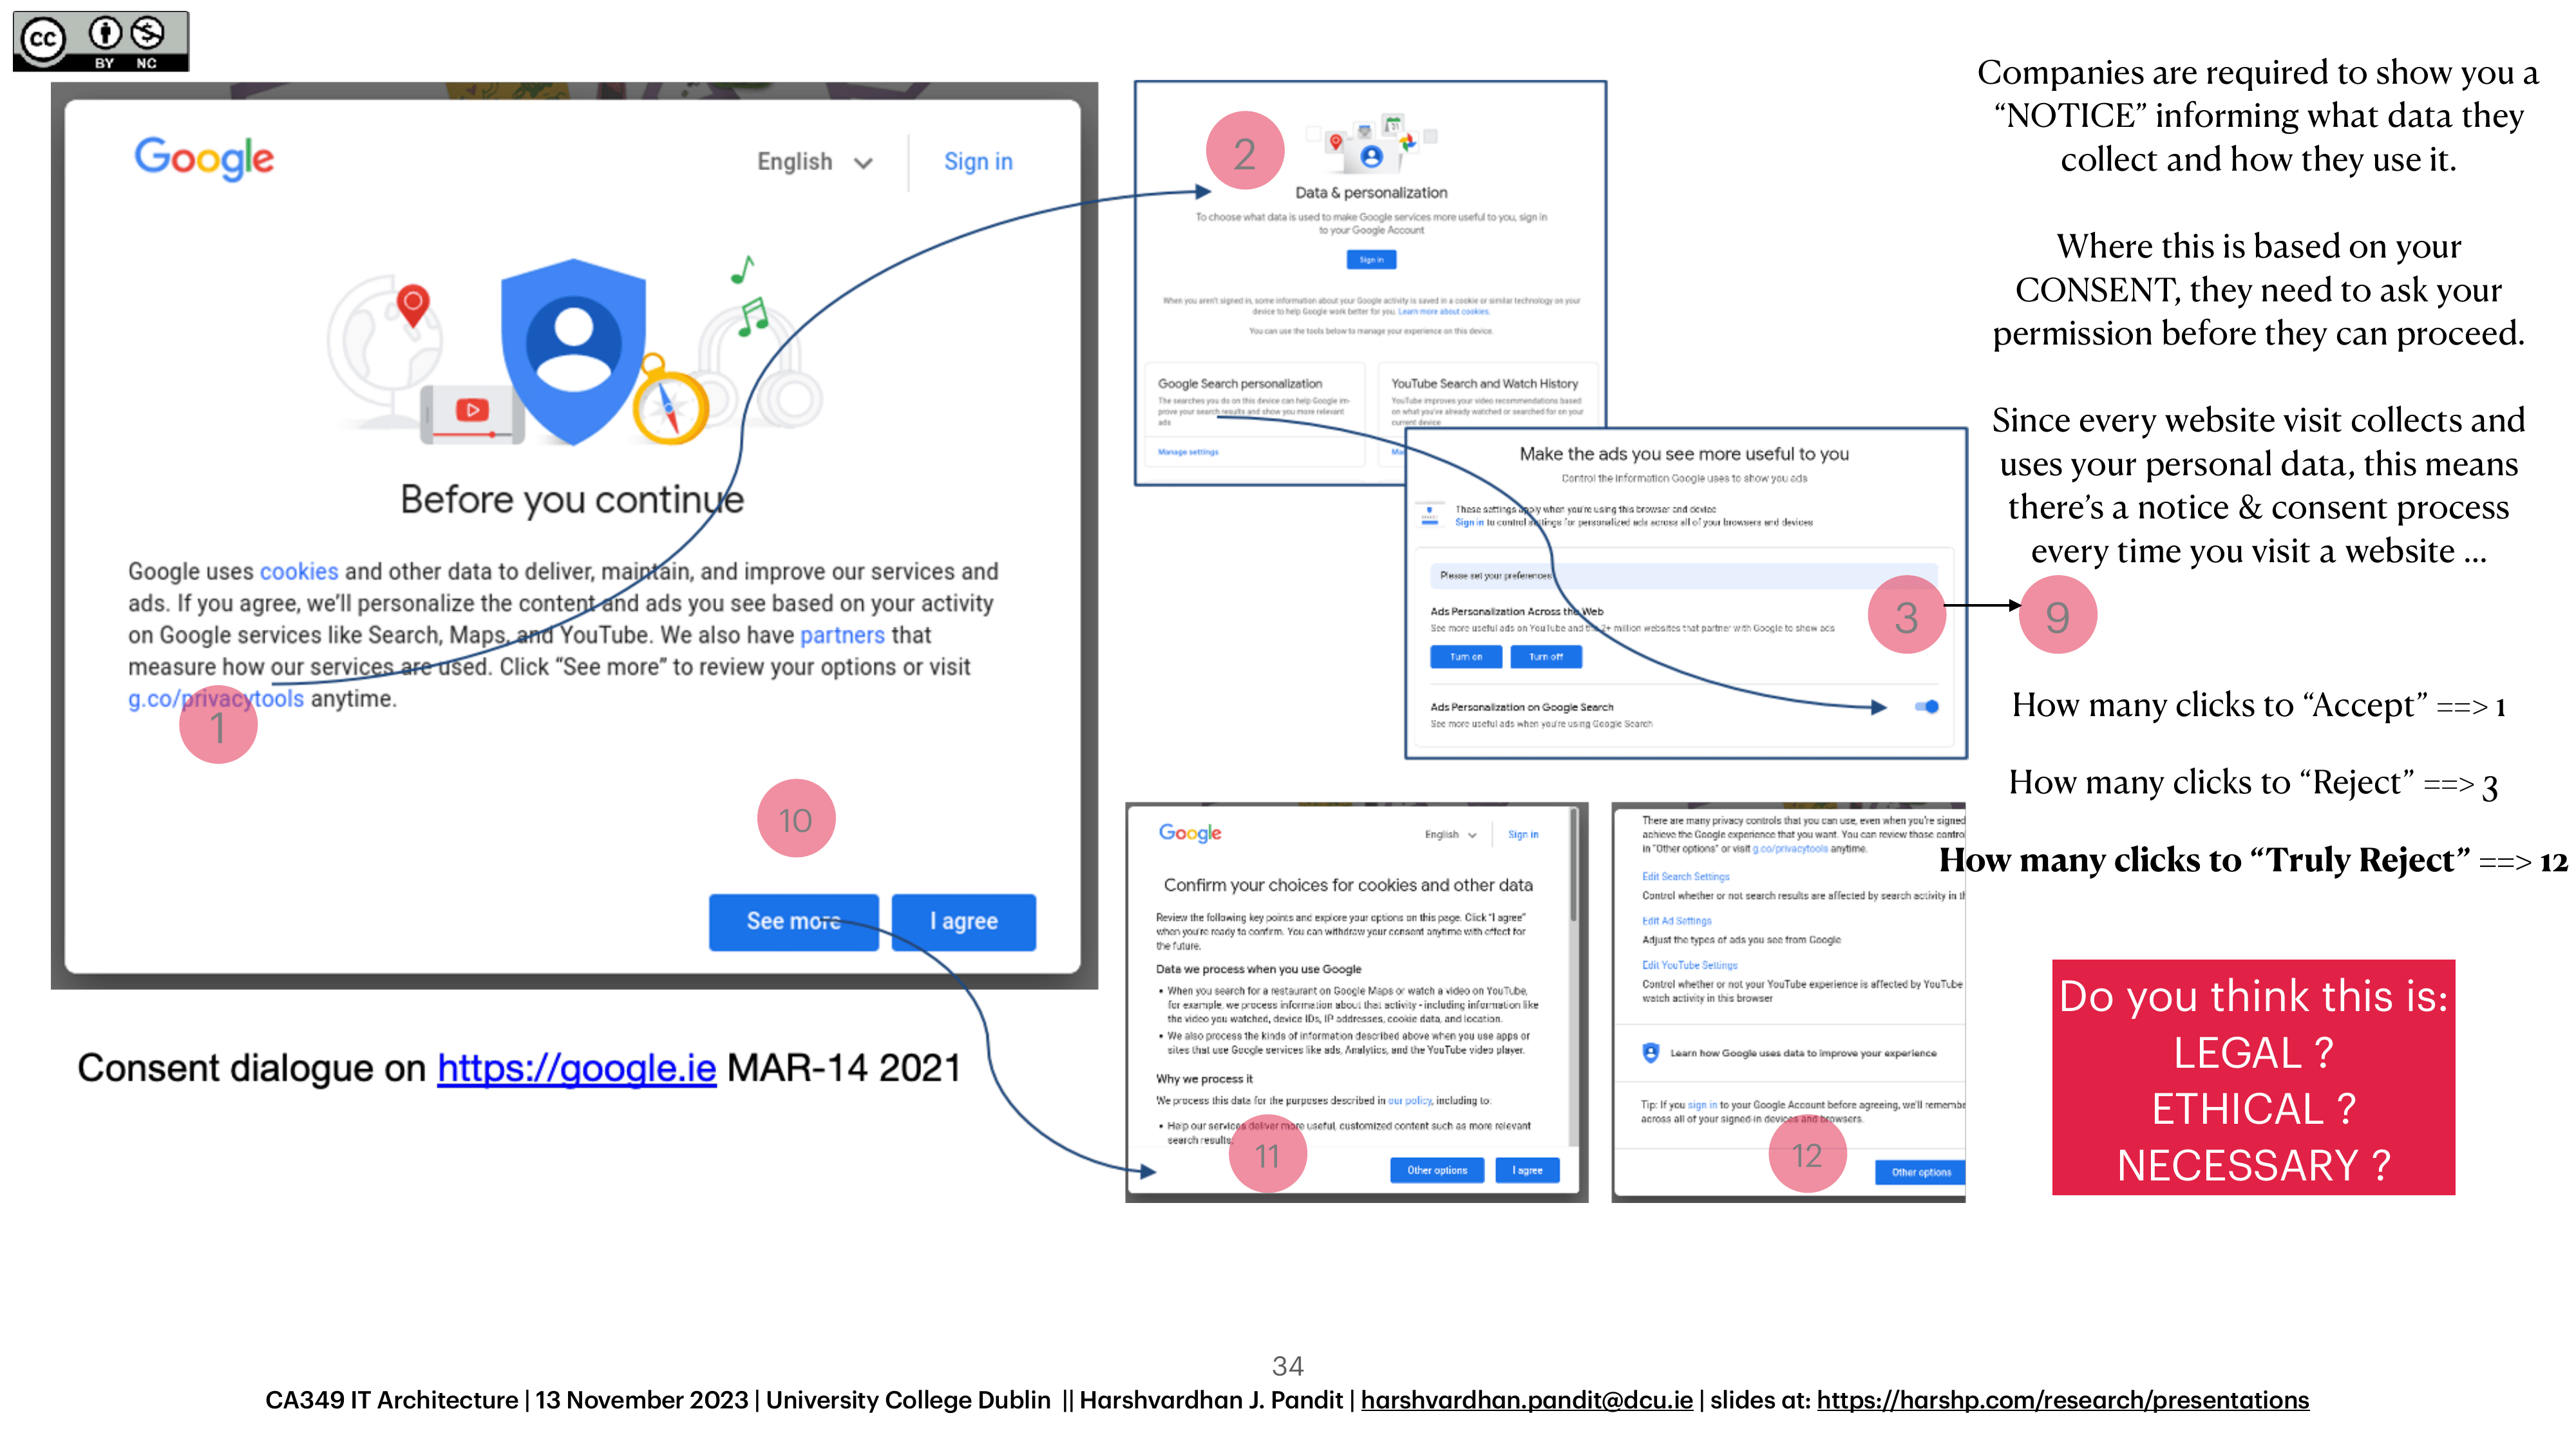 cc
BY NC
Google
English
Sign in
Before you continue
Google uses cookies and other data to deliver, maintain, and improve our services and
ads. If you agree, we'll personalize the content and ads you see based on your activity
on Google services like Search, Maps, and YouTube. We also have partners that
measure how our services are used. Click "See more" to review your options or visit
g.co/privacytools anytime.
1
10
See more
I agree
Consent dialogue on https://google.ie MAR-14 2021
2
31
Data & personalization
To choose what data is used to make Google services more useful to you, sign in
to your Google Account
Sign in
When you aren't signed in, some information about your Google activity is saved in a cookie or similar technology on your
device to help Google work better for you. Learn more about cookies.
You can use the tools below to manage your experience on this device.
Google Search personalization
The searches you do on this device can help Google im-
prove your search results and show you more relevant
ads
Manage settings
YouTube Search and Watch History
YouTube improves your video recommendations based
on what you've already watched or searched for on your
current device
Ma
Make the ads you see more useful to you
Control the information Google uses to show you ads
These settings apply when you're using this browser and device
Sign in to control settings for personalized ads across all of your browsers and devices
Please set your preferences
Ads Personalization Across the Web
See more useful ads on YouTube and the 2+ million websites that partner with Google to show ads
Turn on
Turn off
Ads Personalization on Google Search
See more useful ads when you're using Google Search
3
9
Google
English
Sign in
Confirm your choices for cookies and other data
Review the following key points and explore your options on this page. Click "I agree"
when you're ready to confirm. You can withdraw your consent anytime with effect for
the future.
Data we process when you use Google
• When you search for a restaurant on Google Maps or watch a video on YouTube,
for example, we process information about that activity - including information like
the video you watched, device IDs, IP addresses, cookie data, and location.
• We also process the kinds of information described above when you use apps or
sites that use Google services like ads, Analytics, and the YouTube video player.
Why we process it
We process this data for the purposes described in our policy, including to:
• Help our services deliver more useful, customized content such as more relevant
search results
11
Other options
I agree
There are many privacy controls that you can use, even when you're signed
achieve the Google experience that you want. You can review those contro
in "Other options" or visit g.co/privacytools anytime.
Edit Search Settings
Control whether or not search results are affected by search activity in th
Edit Ad Settings
Adjust the types of ads you see from Google
Edit YouTube Settings
Control whether or not your YouTube experience is affected by YouTube
watch activity in this browser
Learn how Google uses data to improve your experience
Tip: If you sign in to your Google Account before agreeing, we'll remembe
across all of your signed-in devices and browsers.
12
Other options
Companies are required to show you a
“NOTICE” informing what data they
collect and how they use it.
Where this is based on your
CONSENT, they need to ask your
permission before they can proceed.
Since every website visit collects and
uses your personal data, this means
there’s a notice & consent process
every time you visit a website ...
How many clicks to “Accept” ==> 1
How many clicks to “Reject” ==> 3
How many clicks to “Truly Reject” ==> 12
Do you think this is:
LEGAL ?
ETHICAL ?
NECESSARY ?
34
CA349 IT Architecture | 13 November 2023 | University College Dublin || Harshvardhan J. Pandit | harshvardhan.pandit@dcu.ie | slides at: https://harshp.com/research/presentations